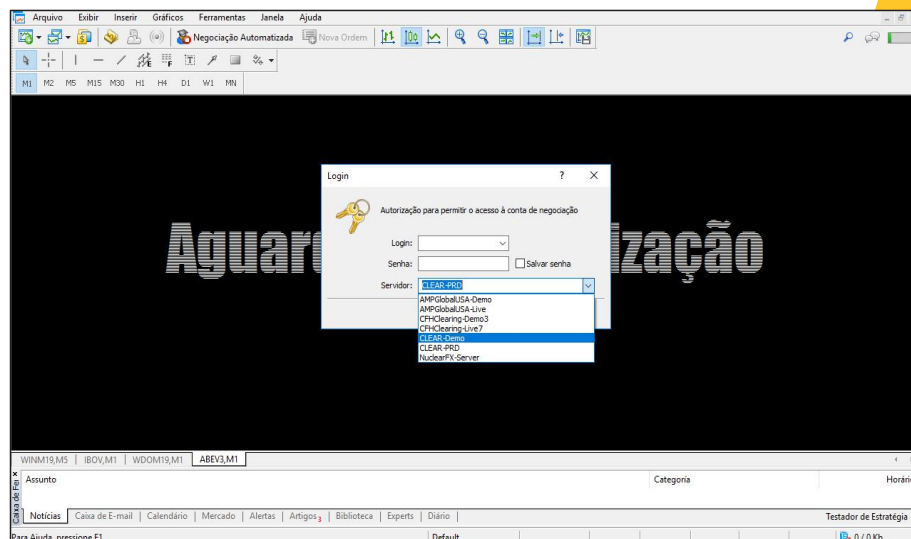 Arquivo Exibir Inserir Gráficos Ferramentas Janela Ajuda
Negociação Automatizada Nova Ordem
M1 M2 M5 M15 M30 H1 H4 D1 W1 MN
Login ? X
Autorização para permitir o acesso à conta de negociação
Login:
Senha: Salvar senha
Servidor: CLEAR-PRD
AMPGlobalUSA-Demo
AMPGlobalUSA-Live
CFHClearing-Demo3
CFHClearing-Live7
CLEAR-Demo
CLEAR-PRD
NuclearFX-Server
Aguar ização
WINM19,M5 | IBOV,M1 | WDOM19,M1 | ABEV3,M1
Assunto Categoria Horári
Caixa de Fe
Notícias | Caixa de E-mail | Calendário | Mercado | Alertas | Artigos 3 | Biblioteca | Experts | Diário | Testador de Estratégia
Para Ajuda, pressione F1 Default 0 / 0 Kb